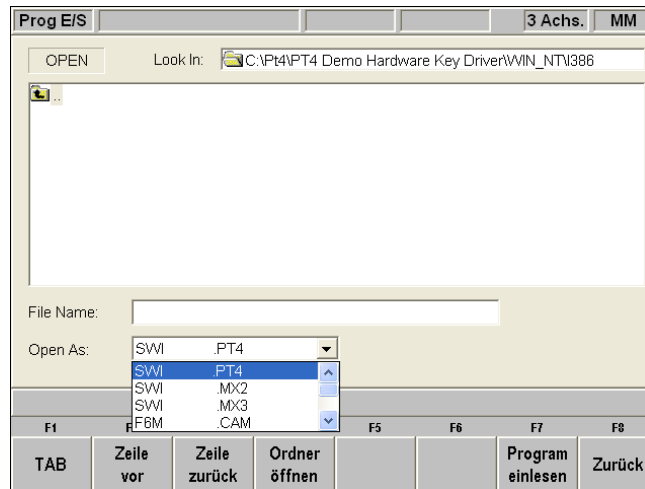 Prog E/S 3 Achs. MM
OPEN Look In: C:\Pt4\PT4 Demo Hardware Key Driver\WIN_NT\I386
..
File Name:
Open As: SWI .PT4
SWI .PT4
SWI .MX2
SWI .MX3
F6M .CAM
F1 F5 F6 F7 F8
TAB Zeile vor Zeile zurück Ordner öffnen Program einlesen Zurück